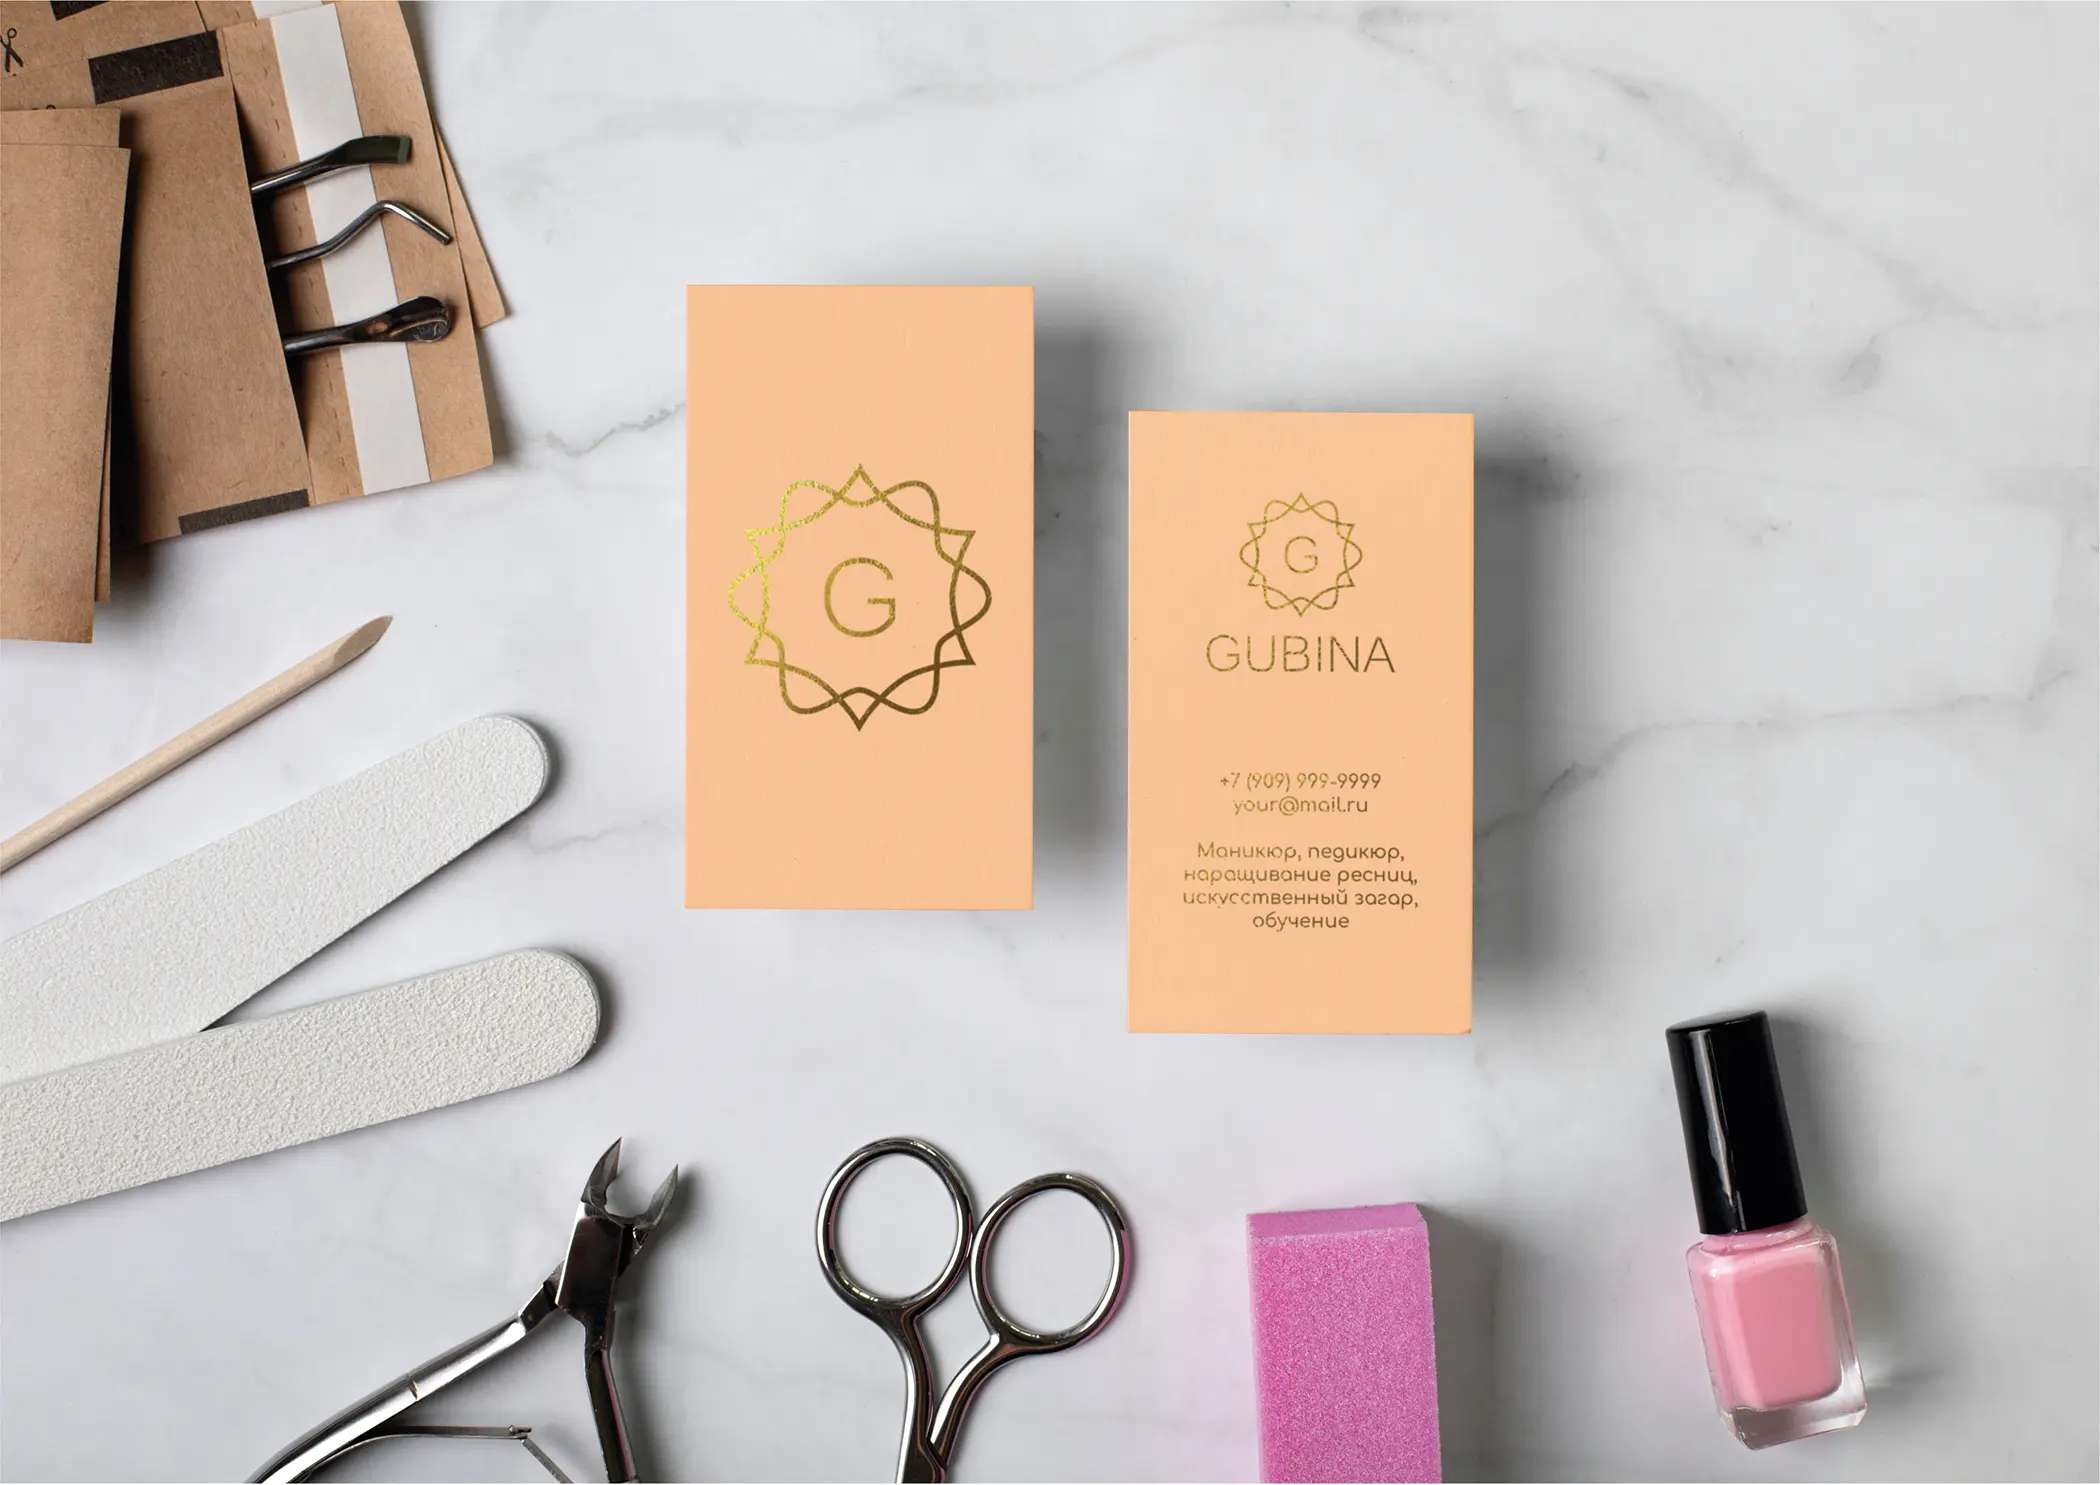 G
G
GUBINA
+7 (909) 999-9999
your@mail.ru
Маникюр, педикюр,
наращивание ресниц,
искусственный загар,
обучение